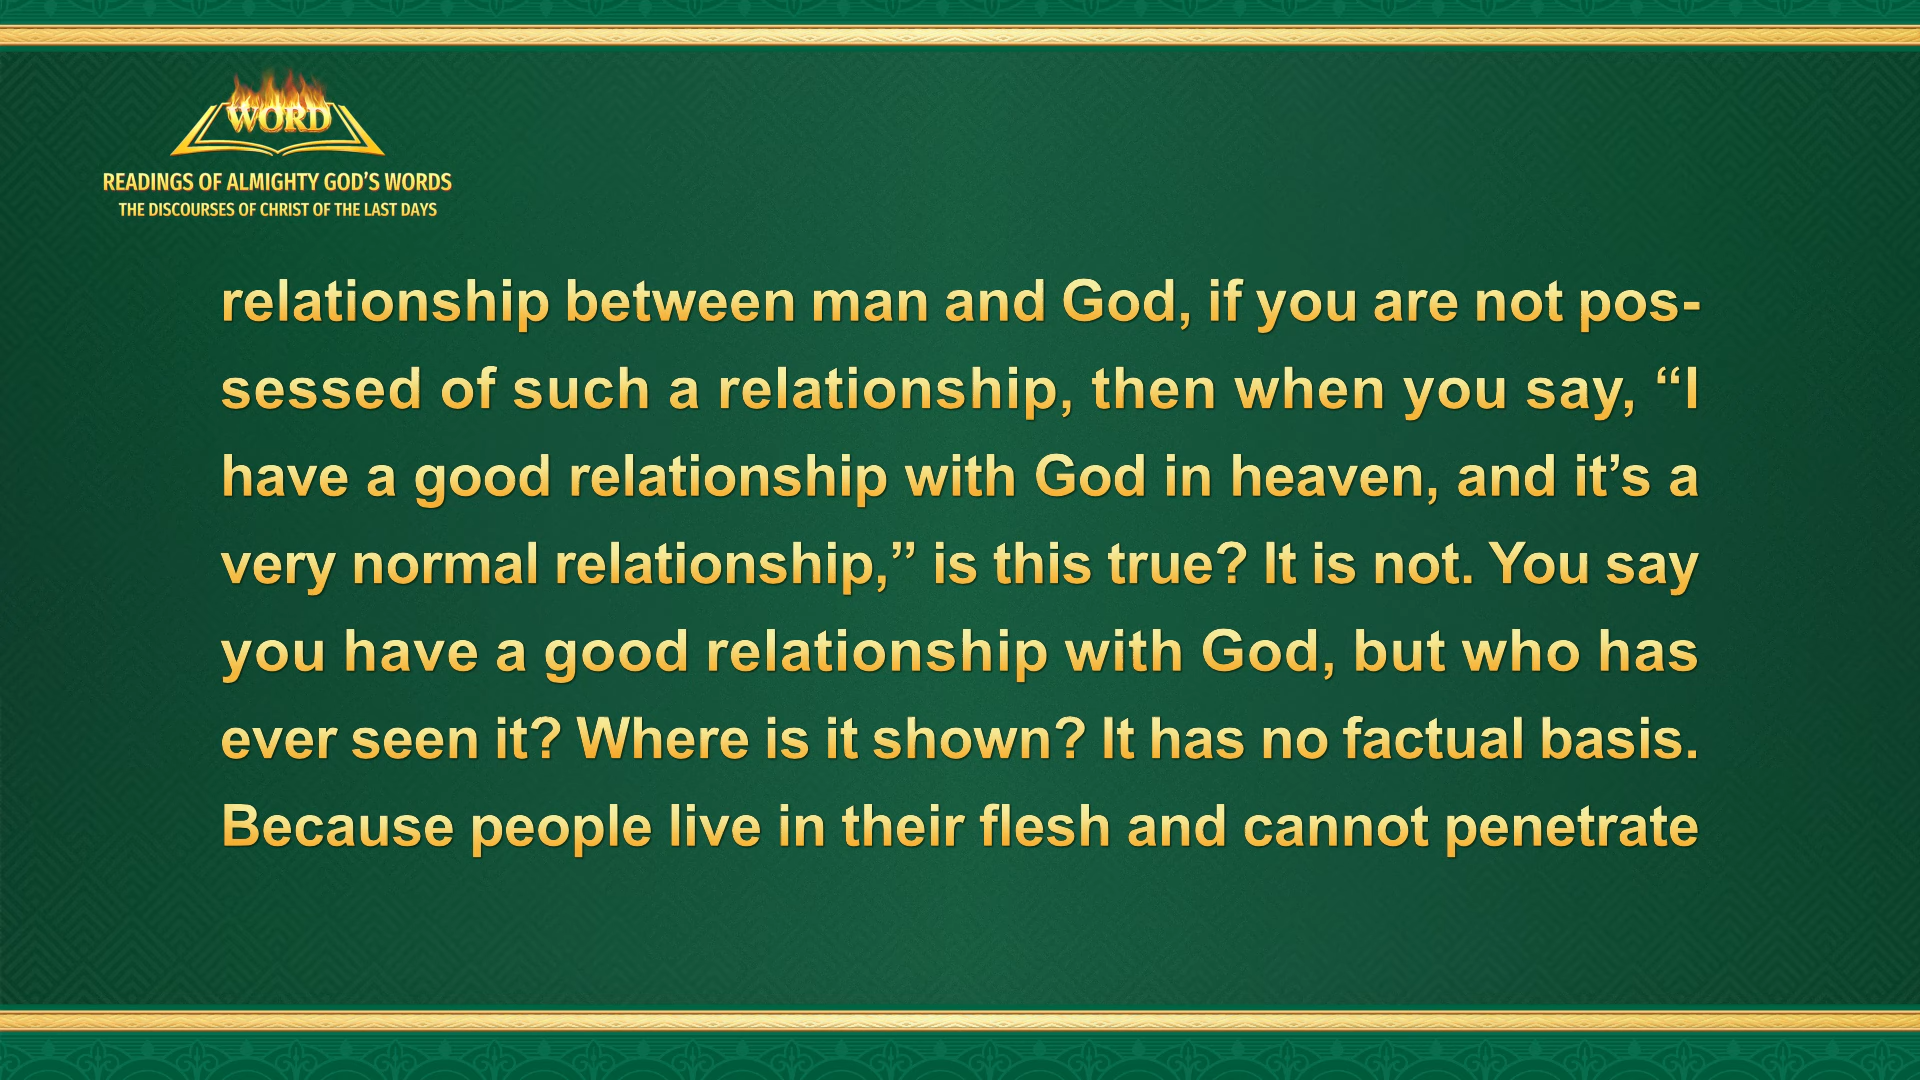 WORD
READINGS OF ALMIGHTY GOD’S WORDS
THE DISCOURSES OF CHRIST OF THE LAST DAYS
relationship between man and God, if you are not pos-
sessed of such a relationship, then when you say, “I
have a good relationship with God in heaven, and it’s a
very normal relationship,” is this true? It is not. You say
you have a good relationship with God, but who has
ever seen it? Where is it shown? It has no factual basis.
Because people live in their flesh and cannot penetrate